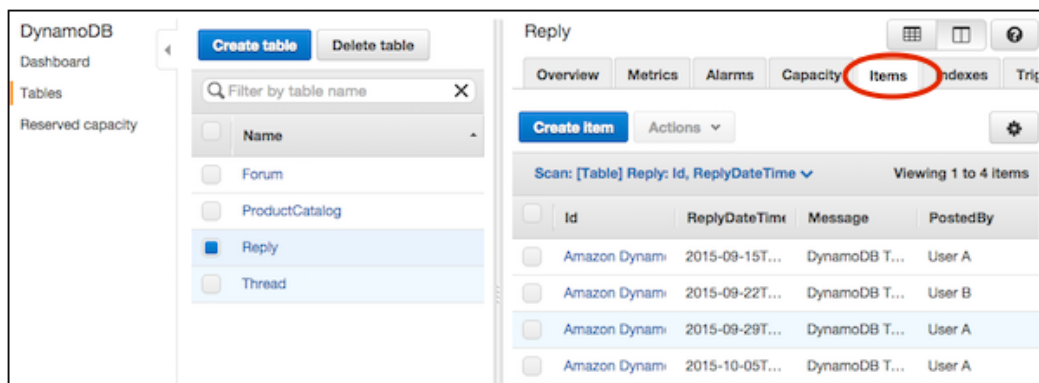 DynamoDB
Dashboard
Tables
Reserved capacity
Create table Delete table
Filter by table name X
Name
Forum
ProductCatalog
Reply
Thread
Reply
Overview Metrics Alarms Capacity Items Indexes Trig
Create item Actions
Scan: [Table] Reply: Id, ReplyDateTime Viewing 1 to 4 items
Id ReplyDateTime Message PostedBy
Amazon Dynam 2015-09-15T... DynamoDB T... User A
Amazon Dynam 2015-09-22T... DynamoDB T... User B
Amazon Dynam 2015-09-29T... DynamoDB T... User A
Amazon Dynam 2015-10-05T... DynamoDB T... User A